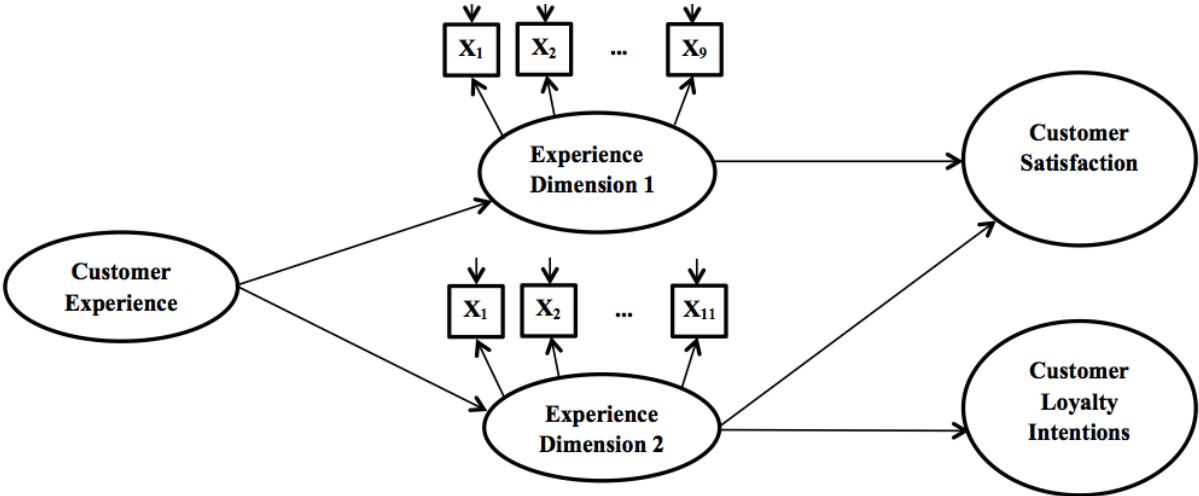 X₁ X₂ ... X₉
Experience
Dimension 1
Customer
Satisfaction
Customer
Experience
X₁ X₂ ... X₁₁
Experience
Dimension 2
Customer
Loyalty
Intentions